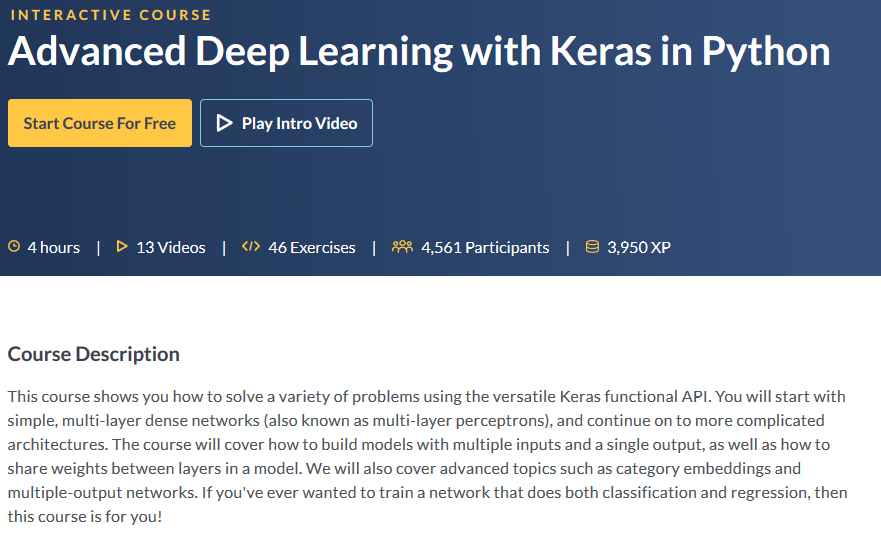 INTERACTIVE COURSE
Advanced Deep Learning with Keras in Python
Start Course For Free Play Intro Video
4 hours | 13 Videos | 46 Exercises | 4,561 Participants | 3,950 XP
Course Description
This course shows you how to solve a variety of problems using the versatile Keras functional API. You will start with
simple, multi-layer dense networks (also known as multi-layer perceptrons), and continue on to more complicated
architectures. The course will cover how to build models with multiple inputs and a single output, as well as how to
share weights between layers in a model. We will also cover advanced topics such as category embeddings and
multiple-output networks. If you've ever wanted to train a network that does both classification and regression, then
this course is for you!